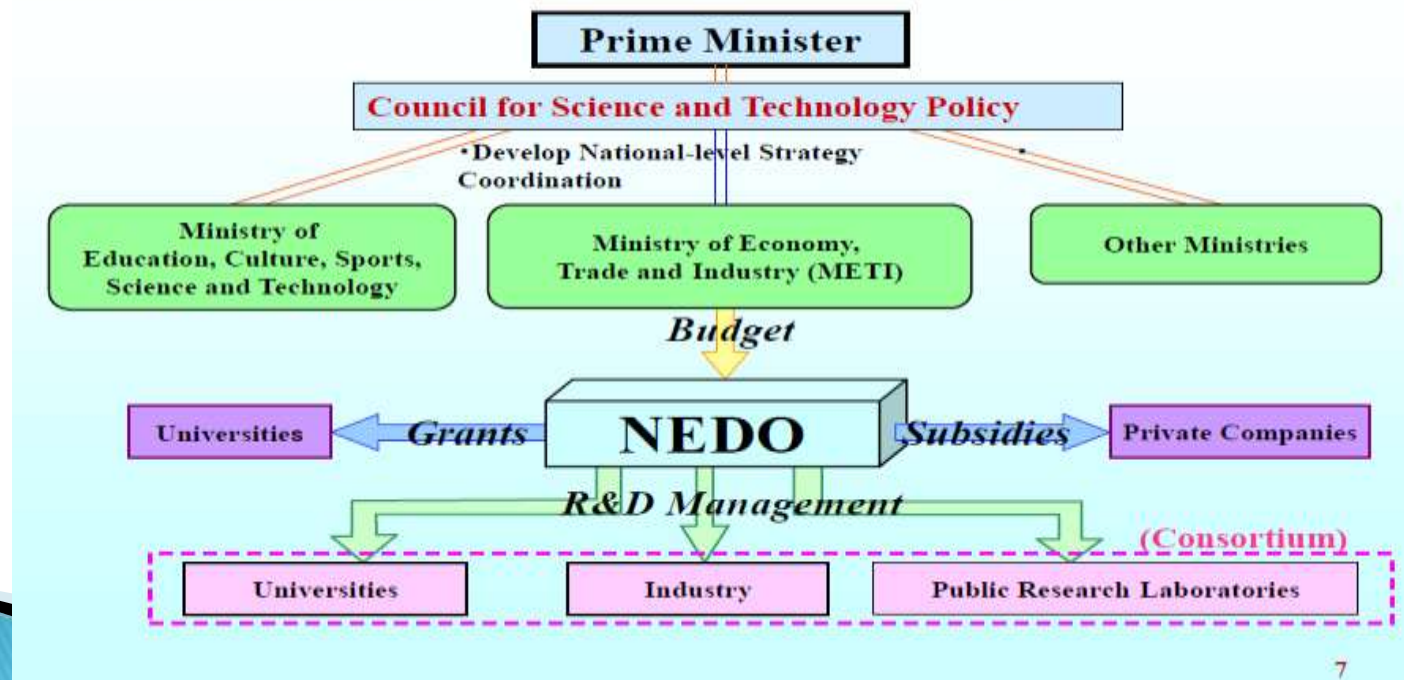 Prime Minister
Council for Science and Technology Policy
・Develop National-level Strategy
Coordination
・
Ministry of
Education, Culture, Sports,
Science and Technology
Ministry of Economy,
Trade and Industry (METI)
Other Ministries
Budget
Universities
Grants
NEDO
Subsidies
Private Companies
R&D Management
(Consortium)
Universities
Industry
Public Research Laboratories
7